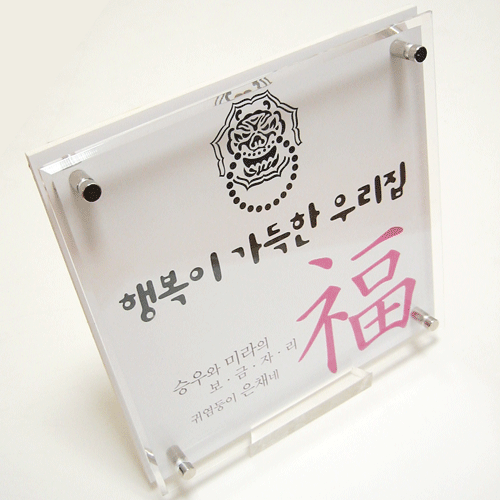 행복이 가득한 우리집
福
승우와 미라의
보·금·자·리
귀염둥이 은채네